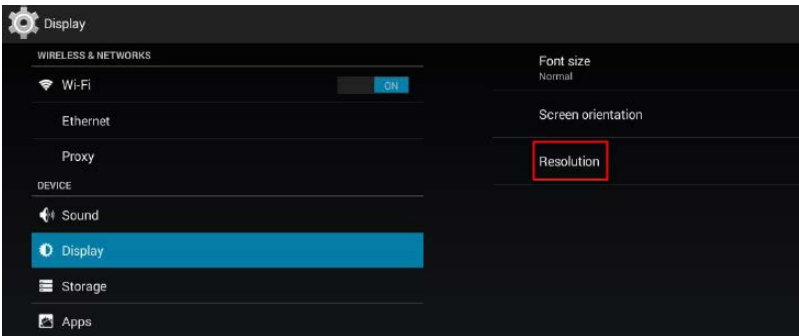 Display
WIRELESS & NETWORKS
Wi-Fi
ON
Ethernet
Proxy
DEVICE
Sound
Display
Storage
Apps
Font size
Normal
Screen orientation
Resolution